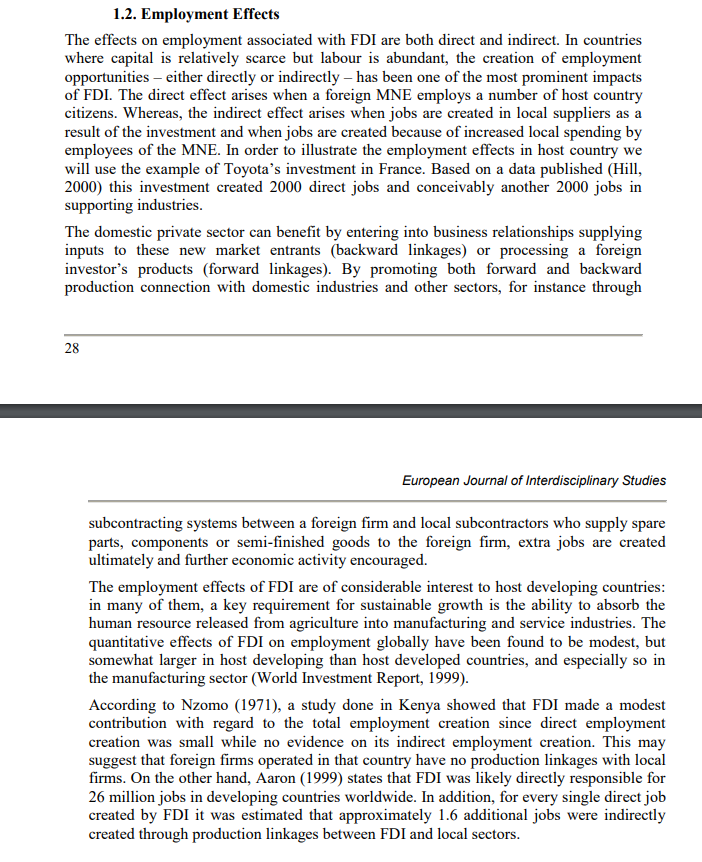 1.2. Employment Effects
The effects on employment associated with FDI are both direct and indirect. In countries
where capital is relatively scarce but labour is abundant, the creation of employment
opportunities – either directly or indirectly – has been one of the most prominent impacts
of FDI. The direct effect arises when a foreign MNE employs a number of host country
citizens. Whereas, the indirect effect arises when jobs are created in local suppliers as a
result of the investment and when jobs are created because of increased local spending by
employees of the MNE. In order to illustrate the employment effects in host country we
will use the example of Toyota’s investment in France. Based on a data published (Hill,
2000) this investment created 2000 direct jobs and conceivably another 2000 jobs in
supporting industries.
The domestic private sector can benefit by entering into business relationships supplying
inputs to these new market entrants (backward linkages) or processing a foreign
investor’s products (forward linkages). By promoting both forward and backward
production connection with domestic industries and other sectors, for instance through
28
European Journal of Interdisciplinary Studies
subcontracting systems between a foreign firm and local subcontractors who supply spare
parts, components or semi-finished goods to the foreign firm, extra jobs are created
ultimately and further economic activity encouraged.
The employment effects of FDI are of considerable interest to host developing countries:
in many of them, a key requirement for sustainable growth is the ability to absorb the
human resource released from agriculture into manufacturing and service industries. The
quantitative effects of FDI on employment globally have been found to be modest, but
somewhat larger in host developing than host developed countries, and especially so in
the manufacturing sector (World Investment Report, 1999).
According to Nzomo (1971), a study done in Kenya showed that FDI made a modest
contribution with regard to the total employment creation since direct employment
creation was small while no evidence on its indirect employment creation. This may
suggest that foreign firms operated in that country have no production linkages with local
firms. On the other hand, Aaron (1999) states that FDI was likely directly responsible for
26 million jobs in developing countries worldwide. In addition, for every single direct job
created by FDI it was estimated that approximately 1.6 additional jobs were indirectly
created through production linkages between FDI and local sectors.